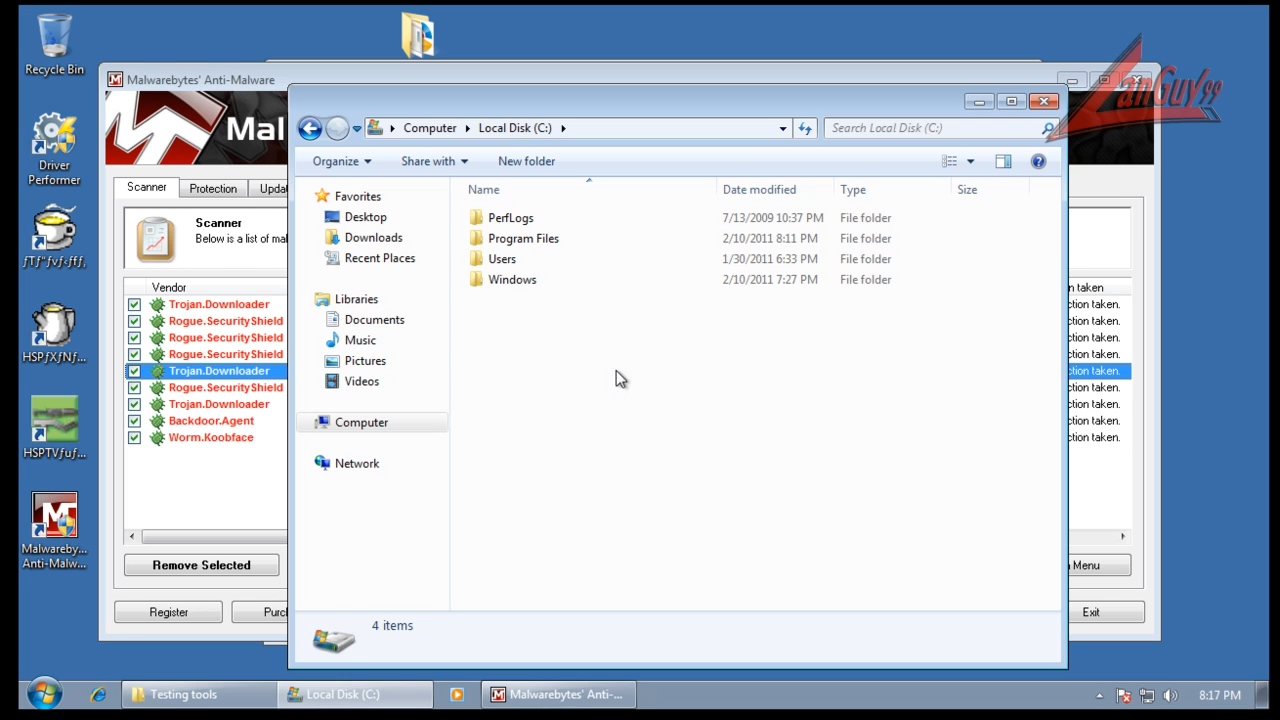 Recycle Bin
Driver
Performer
ƒTƒ"ƒvƒ‹ƒƒƒ,
HSPƒXƒNƒ...
HSPTVƒuƒ...
Malwareby...
Anti-Malw...
Malwarebytes' Anti-Malware
Mal
Scanner
Protection
Upda
Scanner
Below is a list of mal
Vendor
n taken
Trojan.Downloader
ction taken.
Rogue.SecurityShield
ction taken.
Rogue.SecurityShield
ction taken.
Rogue.SecurityShield
ction taken.
Trojan.Downloader
ction taken.
Rogue.SecurityShield
ction taken.
Trojan.Downloader
ction taken.
Backdoor.Agent
ction taken.
Worm.Koobface
ction taken.
Remove Selected
Menu
Register
Purc
Exit
Computer
Local Disk (C:)
Search Local Disk (C:)
Organize
Share with
New folder
Favorites
Desktop
Downloads
Recent Places
Libraries
Documents
Music
Pictures
Videos
Computer
Network
Name
Date modified
Type
Size
PerfLogs
7/13/2009 10:37 PM
File folder
Program Files
2/10/2011 8:11 PM
File folder
Users
1/30/2011 6:33 PM
File folder
Windows
2/10/2011 7:27 PM
File folder
4 items
LanGuy99
Testing tools
Local Disk (C:)
Malwarebytes' Anti-...
8:17 PM